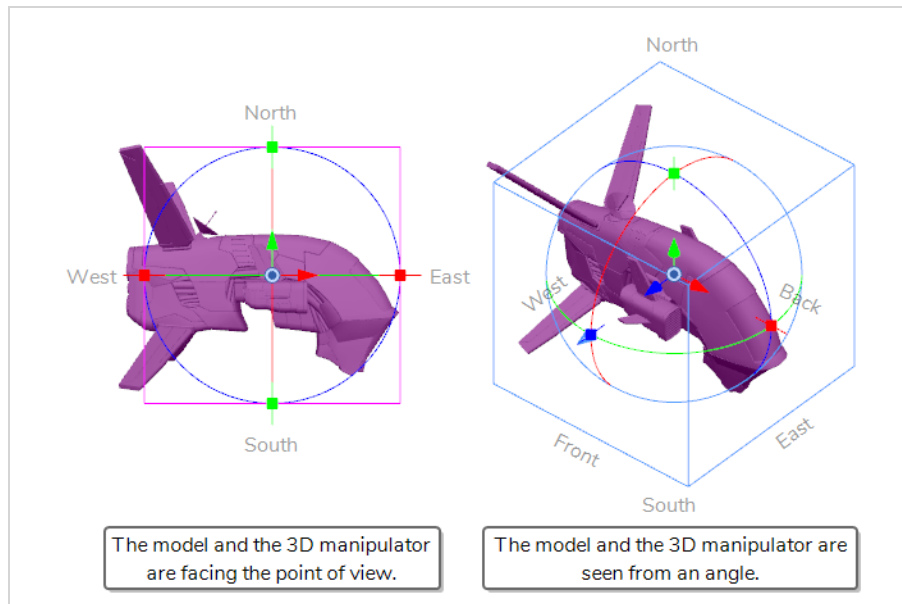 North
West
East
South
The model and the 3D manipulator
are facing the point of view.
North
West
Back
Front
East
South
The model and the 3D manipulator are
seen from an angle.